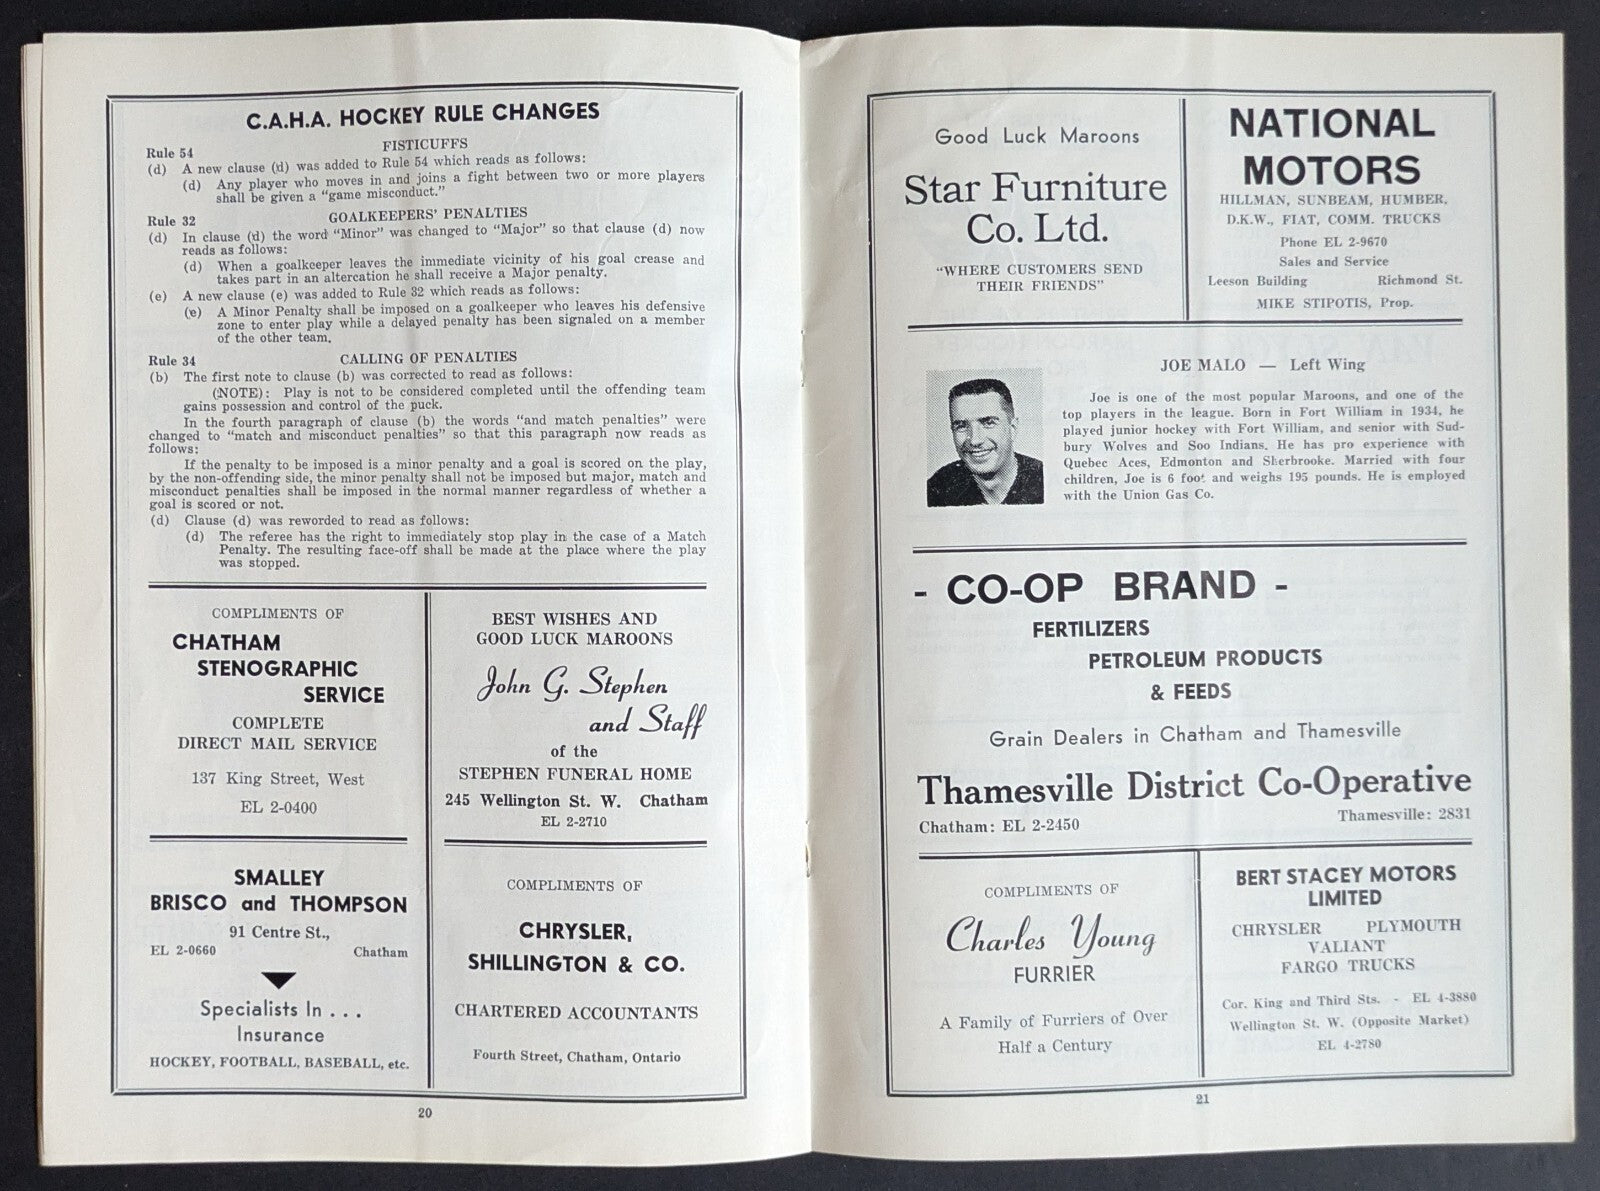 C.A.H.A. HOCKEY RULE CHANGES
FISTICUFFS
Rule 54
(d) A new clause (d) was added to Rule 54 which reads as follows:
(d) Any player who moves in and joins a fight between two or more players
shall be given a "game misconduct."
GOALKEEPERS' PENALTIES
Rule 32
(d) In clause (d) the word "Minor" was changed to "Major" so that clause (d) now
reads as follows:
(d) When a goalkeeper leaves the immediate vicinity of his goal crease and
takes part in an altercation he shall receive a Major penalty.
(e) A new clause (e) was added to Rule 32 which reads as follows:
(e) A Minor Penalty shall be imposed on a goalkeeper who leaves his defensive
zone to enter play while a delayed penalty has been signaled on a member
of the other team.
Rule 34
CALLING OF PENALTIES
(b) The first note to clause (b) was corrected to read as follows:
(NOTE): Play is not to be considered completed until the offending team
gains possession and control of the puck.
In the fourth paragraph of clause (b) the words "and match penalties" were
changed to "match and misconduct penalties" so that this paragraph now reads as
follows:
If the penalty to be imposed is a minor penalty and a goal is scored on the play,
by the non-offending side, the minor penalty shall not be imposed but major, match and
misconduct penalties shall be imposed in the normal manner regardless of whether a
goal is scored or not.
(d) Clause (d) was reworded to read as follows:
(d) The referee has the right to immediately stop play in the case of a Match
Penalty. The resulting face-off shall be made at the place where the play
was stopped.
COMPLIMENTS OF
CHATHAM
STENOGRAPHIC
SERVICE
COMPLETE
DIRECT MAIL SERVICE
137 King Street, West
EL 2-0400
BEST WISHES AND
GOOD LUCK MAROONS
John G. Stephen
and Staff
of the
STEPHEN FUNERAL HOME
245 Wellington St. W. Chatham
EL 2-2710
SMALLEY
BRISCO and THOMPSON
91 Centre St.,
EL 2-0660 Chatham
Specialists In . . .
Insurance
HOCKEY, FOOTBALL, BASEBALL, etc.
COMPLIMENTS OF
CHRYSLER,
SHILLINGTON & CO.
CHARTERED ACCOUNTANTS
Fourth Street, Chatham, Ontario
20
Good Luck Maroons
Star Furniture
Co. Ltd.
"WHERE CUSTOMERS SEND
THEIR FRIENDS"
NATIONAL
MOTORS
HILLMAN, SUNBEAM, HUMBER,
D.K.W., FIAT, COMM. TRUCKS
Phone EL 2-9670
Sales and Service
Leeson Building Richmond St.
MIKE STIPOTIS, Prop.
JOE MALO — Left Wing
Joe is one of the most popular Maroons, and one of the
top players in the league. Born in Fort William in 1934, he
played junior hockey with Fort William, and senior with Sud-
bury Wolves and Soo Indians. He has pro experience with
Quebec Aces, Edmonton and Sherbrooke. Married with four
children, Joe is 6 foot and weighs 195 pounds. He is employed
with the Union Gas Co.
- CO-OP BRAND -
FERTILIZERS
PETROLEUM PRODUCTS
& FEEDS
Grain Dealers in Chatham and Thamesville
Thamesville District Co-Operative
Chatham: EL 2-2450 Thamesville: 2831
COMPLIMENTS OF
Charles Young
FURRIER
A Family of Furriers of Over
Half a Century
BERT STACEY MOTORS
LIMITED
CHRYSLER PLYMOUTH
VALIANT
FARGO TRUCKS
Cor. King and Third Sts. - EL 4-3880
Wellington St. W. (Opposite Market)
EL 4-2780
21